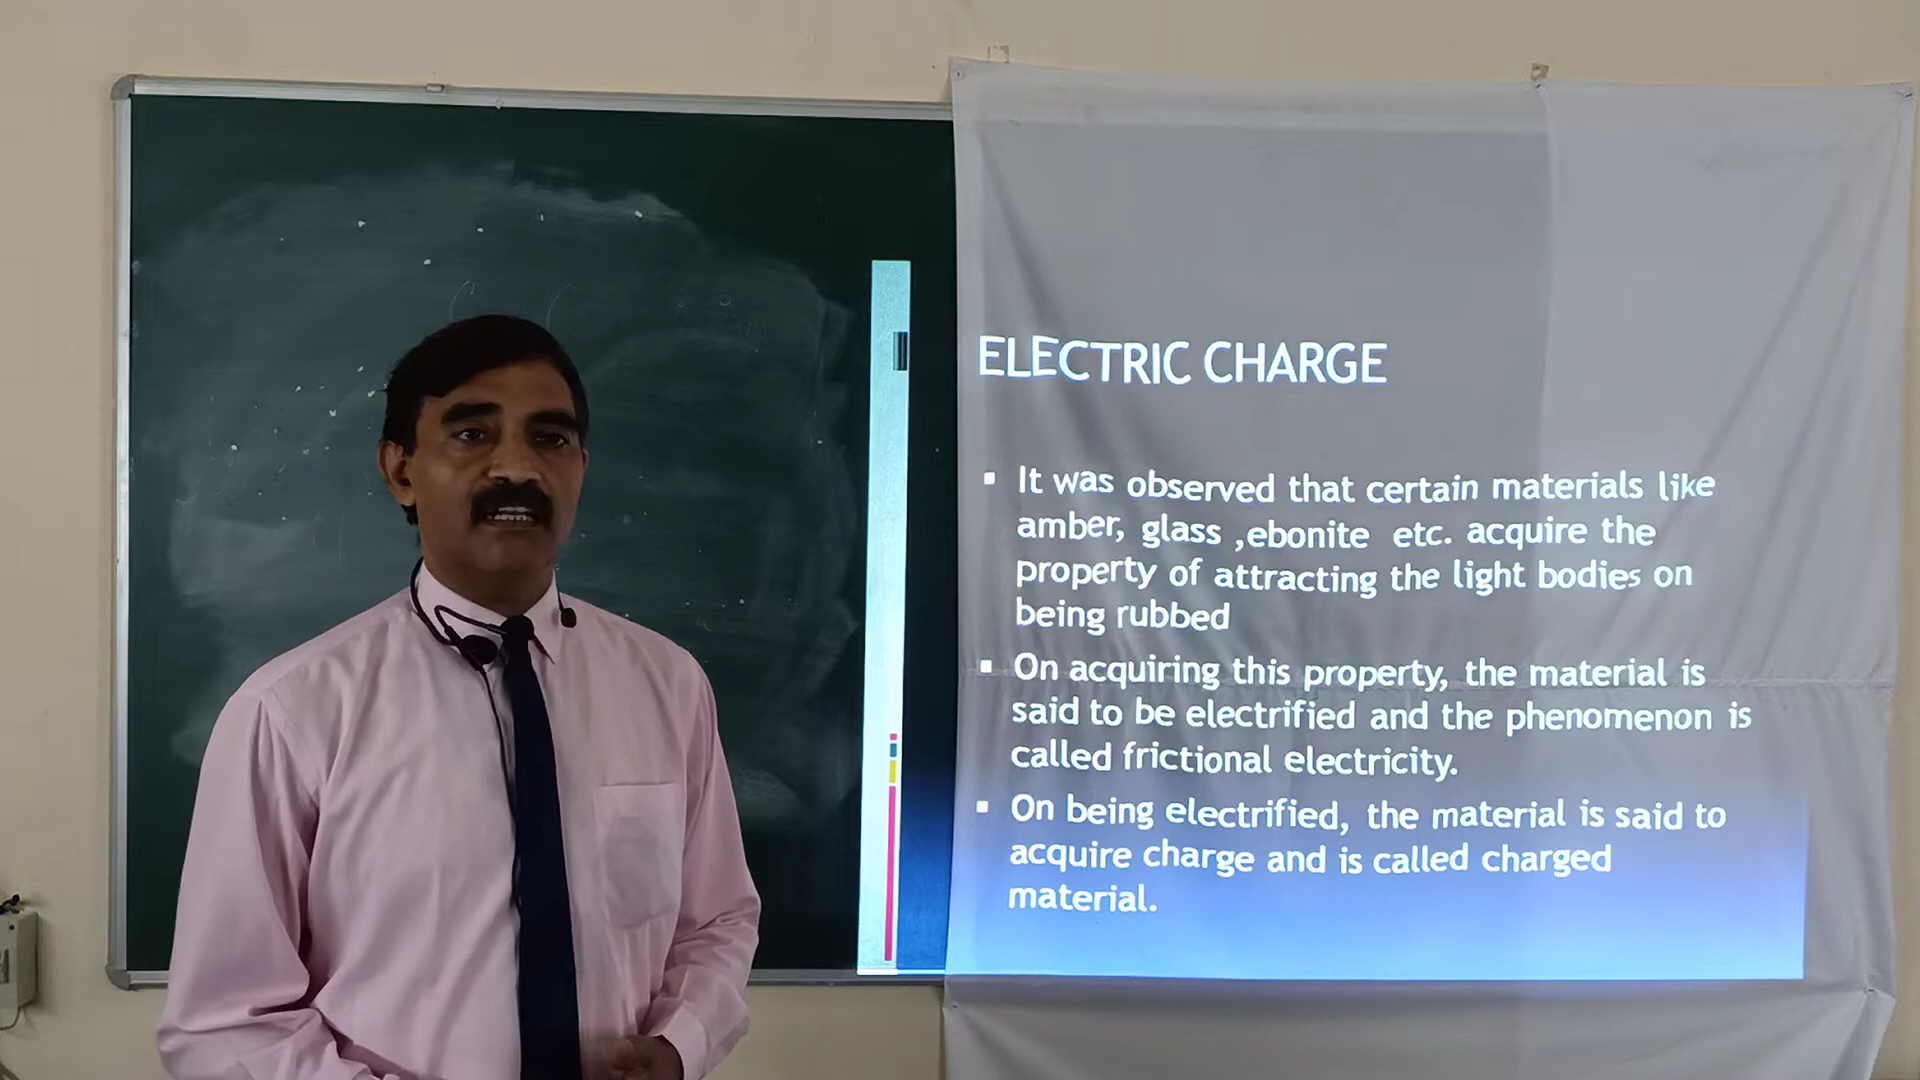 ELECTRIC CHARGE
▪ It was observed that certain materials like
amber, glass ,ebonite etc. acquire the
property of attracting the light bodies on
being rubbed
▪ On acquiring this property, the material is
said to be electrified and the phenomenon is
called frictional electricity.
▪ On being electrified, the material is said to
acquire charge and is called charged
material.